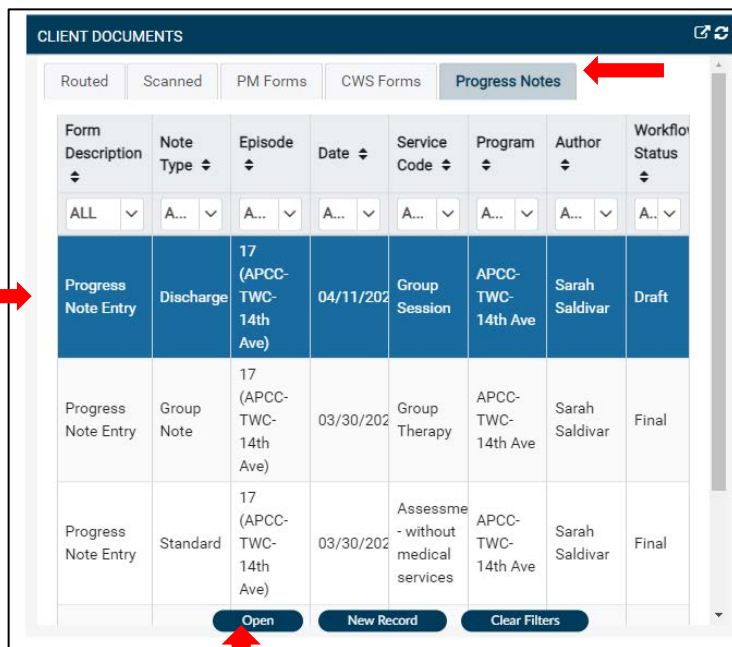 CLIENT DOCUMENTS
Routed Scanned PM Forms CWS Forms Progress Notes
Form Description Note Type Episode Date Service Code Program Author Workflow Status
ALL A... A... A... A... A... A... A..
Progress Note Entry Discharge 17 (APCC-TWC-14th Ave) 04/11/202 Group Session APCC-TWC-14th Ave Sarah Saldivar Draft
Progress Note Entry Group Note 17 (APCC-TWC-14th Ave) 03/30/202 Group Therapy APCC-TWC-14th Ave Sarah Saldivar Final
Progress Note Entry Standard 17 (APCC-TWC-14th Ave) 03/30/202 Assessme - without medical services APCC-TWC-14th Ave Sarah Saldivar Final
Open New Record Clear Filters